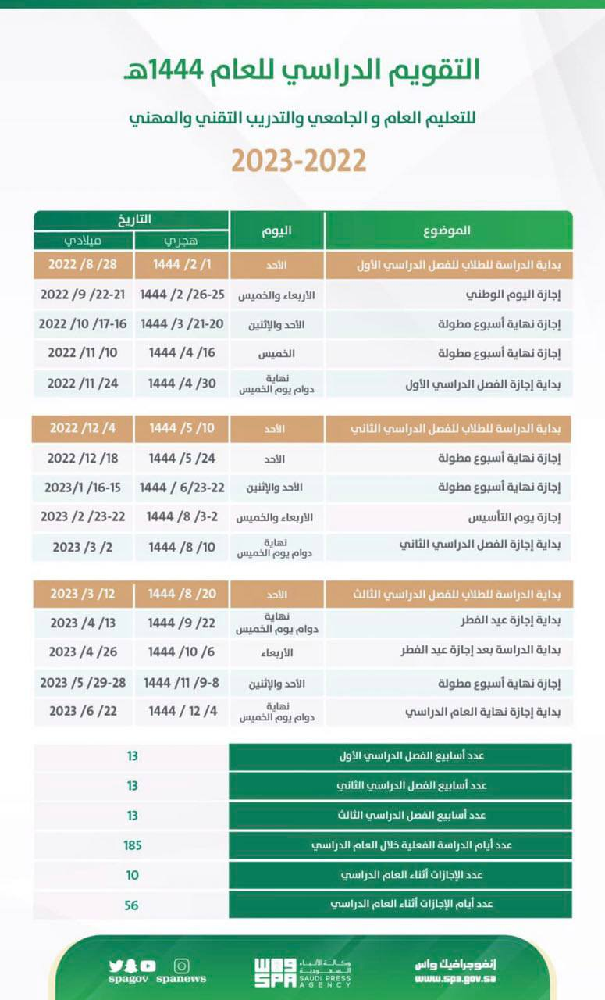 التقويم الدراسي للعام 1444هـ
للتعليم العام و الجامعي والتدريب التقني والمهني
2023-2022
الموضوع اليوم التاريخ
هجري ميلادي
بداية الدراسة للطلاب للفصل الدراسي الأول الأحد 1444 /2 /1 2022 /8 /28
إجازة اليوم الوطني الأربعاء والخميس 1444 /2 /26-25 2022 /9 /22-21
إجازة نهاية أسبوع مطولة الأحد والإثنين 1444 /3 /21-20 2022 /10 /17-16
إجازة نهاية أسبوع مطولة الخميس 1444 /4 /16 2022 /11 /10
بداية إجازة الفصل الدراسي الأول نهاية دوام يوم الخميس 1444 /4 /30 2022 /11 /24
بداية الدراسة للطلاب للفصل الدراسي الثاني الأحد 1444 /5 /10 2022 /12 /4
إجازة نهاية أسبوع مطولة الأحد 1444 /5 /24 2022 /12 /18
إجازة نهاية أسبوع مطولة الأحد والإثنين 1444 / 6/23-22 2023/1 /16-15
إجازة يوم التأسيس الأربعاء والخميس 1444 /8 /3-2 2023 /2 /23-22
بداية إجازة الفصل الدراسي الثاني نهاية دوام يوم الخميس 1444 /8 /10 2023 /3 /2
بداية الدراسة للطلاب للفصل الدراسي الثالث الأحد 1444 /8 /20 2023 /3 /12
بداية إجازة عيد الفطر نهاية دوام يوم الخميس 1444 /9 /22 2023 /4 /13
بداية الدراسة بعد إجازة عيد الفطر الأربعاء 1444 /10 /6 2023 /4 /26
إجازة نهاية أسبوع مطولة الأحد والإثنين 1444 /11 /9-8 2023 /5 /29-28
بداية إجازة نهاية العام الدراسي نهاية دوام يوم الخميس 1444 / 12 /4 2023 /6 /22
عدد أسابيع الفصل الدراسي الأول 13
عدد أسابيع الفصل الدراسي الثاني 13
عدد أسابيع الفصل الدراسي الثالث 13
عدد أيام الدراسة الفعلية خلال العام الدراسي 185
عدد الإجازات أثناء العام الدراسي 10
عدد أيام الإجازات أثناء العام الدراسي 56
إنفوجرافيك واس
www.spa.gov.sa
وكالة الأنباء السعودية
واس
SPA
SAUDI PRESS AGENCY
spagov spanews